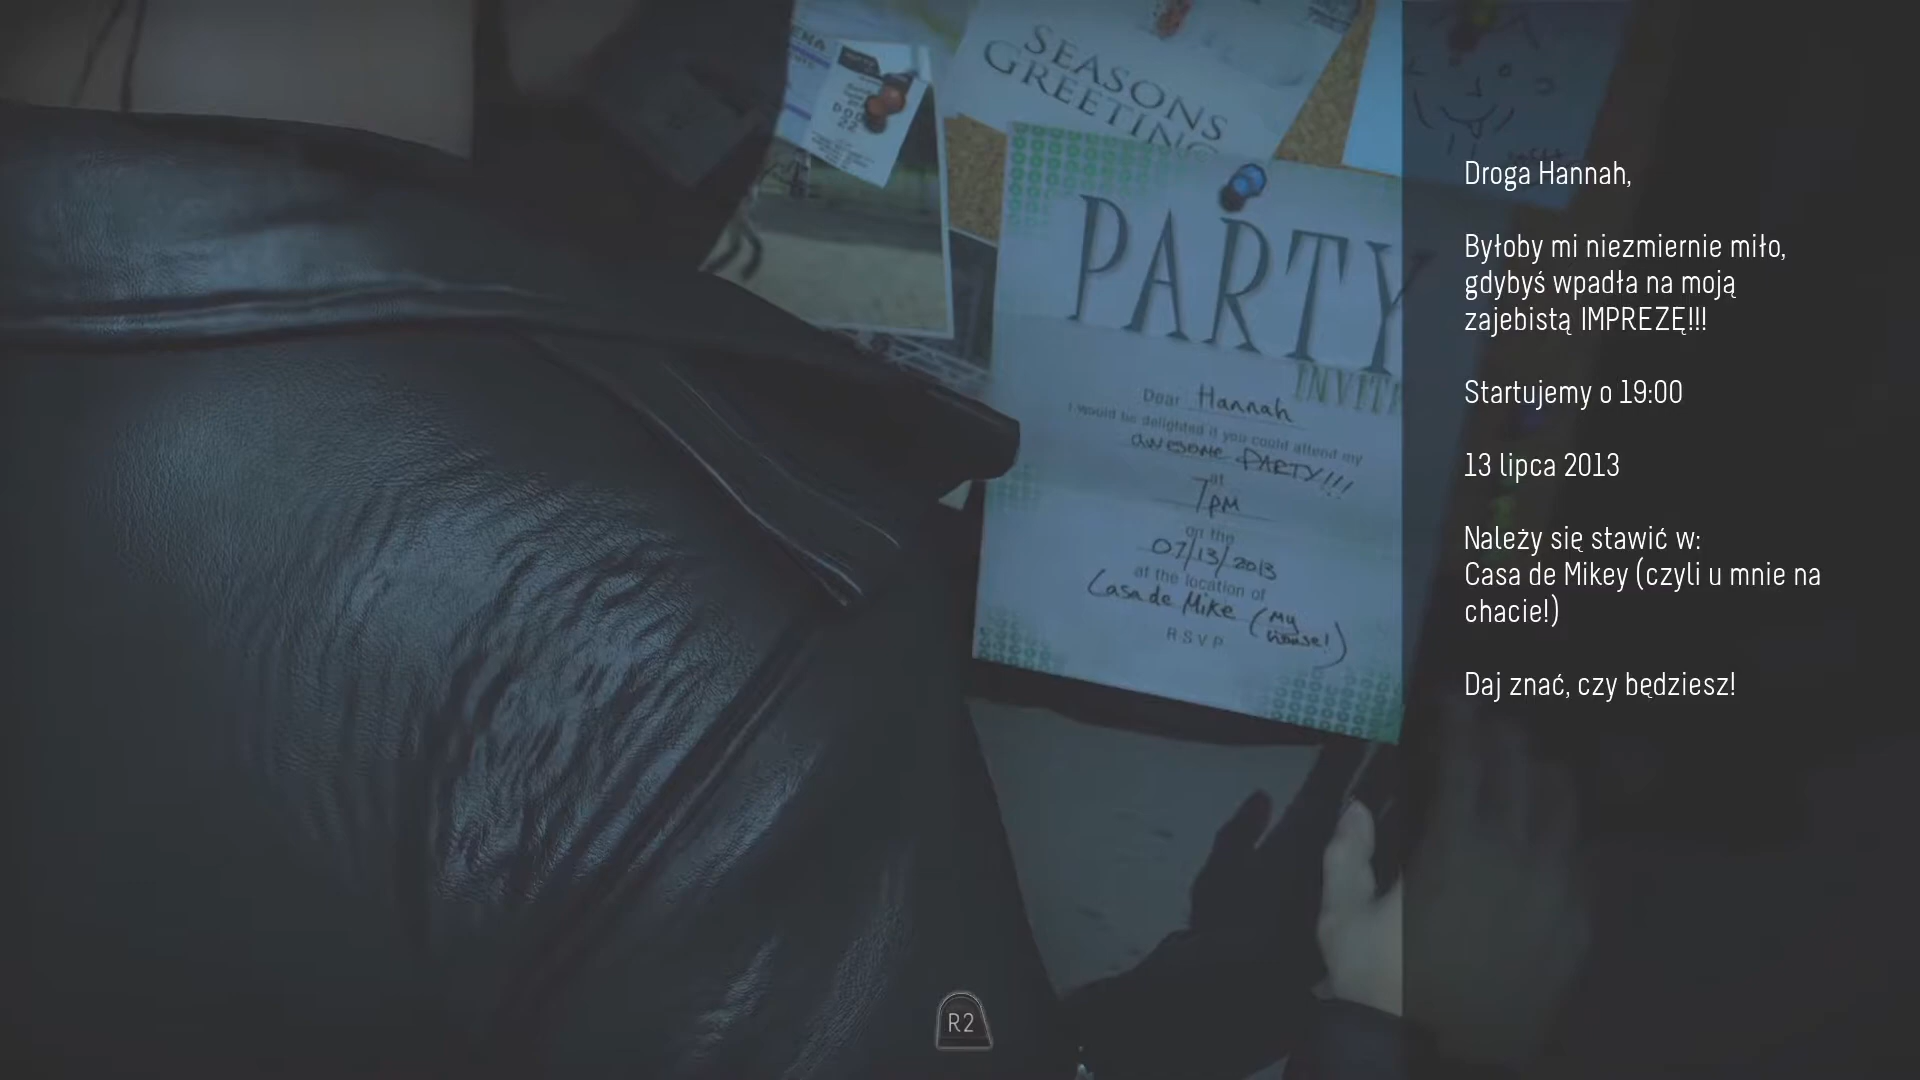 SEASONS
GREETING
PARTY
INVIT
Dear Hannah
I would be delighted if you could attend my
awesome PARTY!!!
at
7pm
on the
07/13/2013
at the location of
Casa de Mike (My
house!)
R.S.V.P
Droga Hannah,
Byłoby mi niezmiernie miło,
gdybyś wpadła na moją
zajebistą IMPREZĘ!!!
Startujemy o 19:00
13 lipca 2013
Należy się stawić w:
Casa de Mikey (czyli u mnie na
chacie!)
Daj znać, czy będziesz!
R2